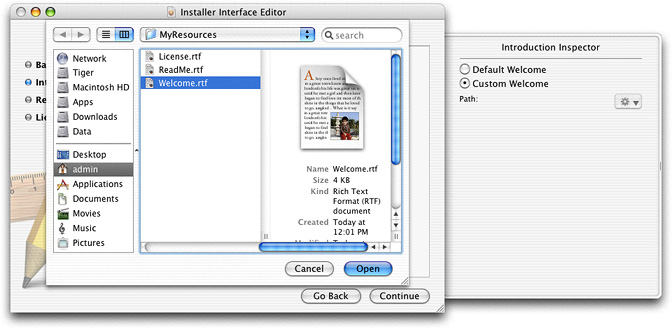 Installer Interface Editor
MyResources
search
Network
Tiger
Macintosh HD
Apps
Downloads
Data
Desktop
admin
Applications
Documents
Movies
Music
Pictures
License.rtf
ReadMe.rtf
Welcome.rtf
Name Welcome.rtf
Size 4 KB
Kind Rich Text
Format (RTF)
document
Created Today at
12:01 PM
Cancel
Open
Go Back
Continue
Ba
Int
Re
Lic
Introduction Inspector
Default Welcome
Custom Welcome
Path: